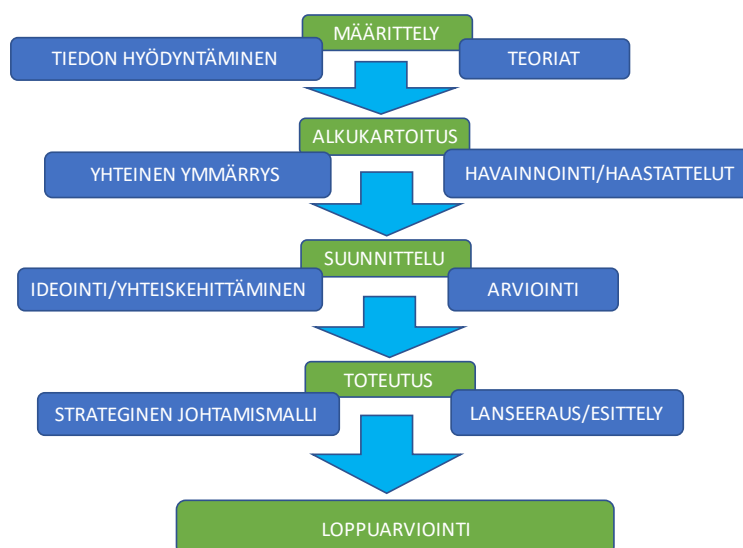 MÄÄRITTELY
TIEDON HYÖDYNTÄMINEN
TEORIAT
ALKUKARTOITUS
YHTEINEN YMMÄRRYS
HAVAINNOINTI/HAASTATTELUT
SUUNNITTELU
IDEOINTI/YHTEISKEHITTÄMINEN
ARVIOINTI
TOTEUTUS
STRATEGINEN JOHTAMISMALLI
LANSEERAUS/ESITTELY
LOPPUARVIOINTI